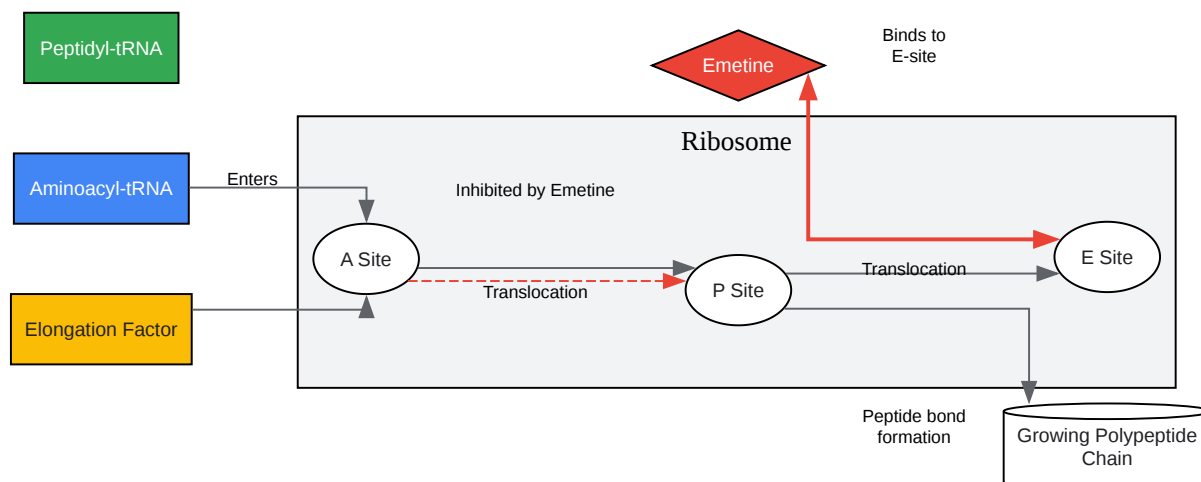 Peptidyl-tRNA
Emetine
Binds to
E-site
Ribosome
Aminoacyl-tRNA
Enters
Inhibited by Emetine
A Site
E Site
Translocation
Translocation
P Site
Elongation Factor
Peptide bond
formation
Growing Polypeptide
Chain